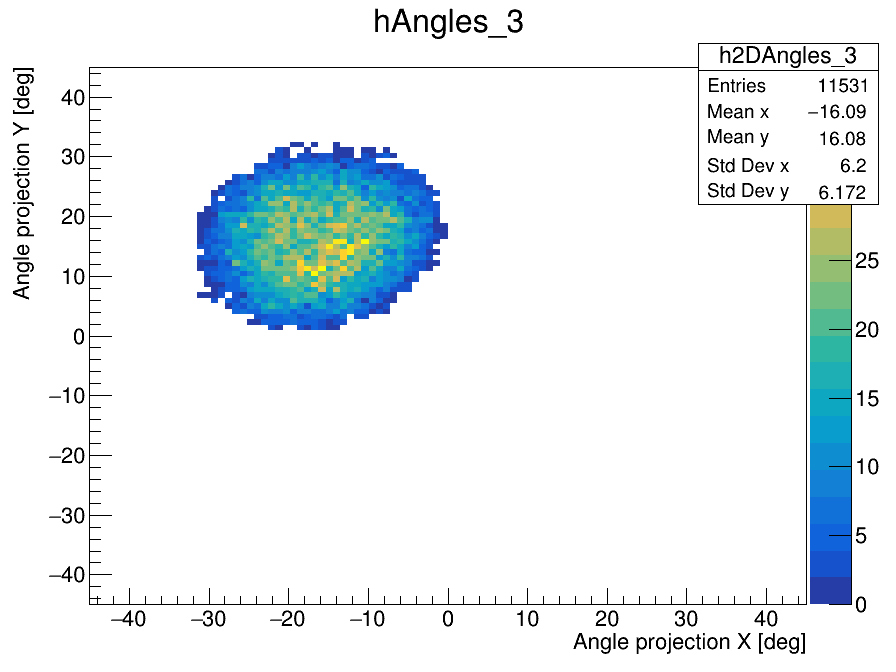 hAngles_3
h2DAngles_3
Entries 11531
Mean x −16.09
Mean y 16.08
Std Dev x 6.2
Std Dev y 6.172
Angle projection Y [deg]
40
30
20
10
0
−10
−20
−30
−40
−40 −30 −20 −10 0 10 20 30 40
Angle projection X [deg]
25
20
15
10
5
0